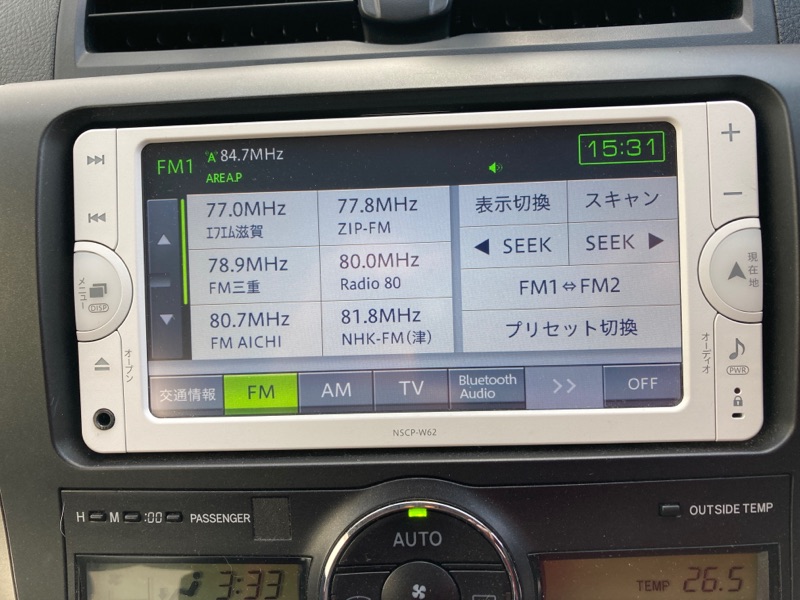 FM1 "A" 84.7MHz
AREA.P
15:31
77.0MHz
エフエム滋賀
77.8MHz
ZIP-FM
78.9MHz
FM三重
80.0MHz
Radio 80
80.7MHz
FM AICHI
81.8MHz
NHK-FM(津)
表示切換
スキャン
◀ SEEK
SEEK ▶
FM1⇔FM2
プリセット切換
交通情報
FM
AM
TV
Bluetooth
Audio
>>
OFF
メニュー
DISP
オープン
+
−
現在地
オーディオ
PWR
NSCP-W62
H
M
:00
PASSENGER
AUTO
OUTSIDE TEMP
3:33
TEMP 26.5